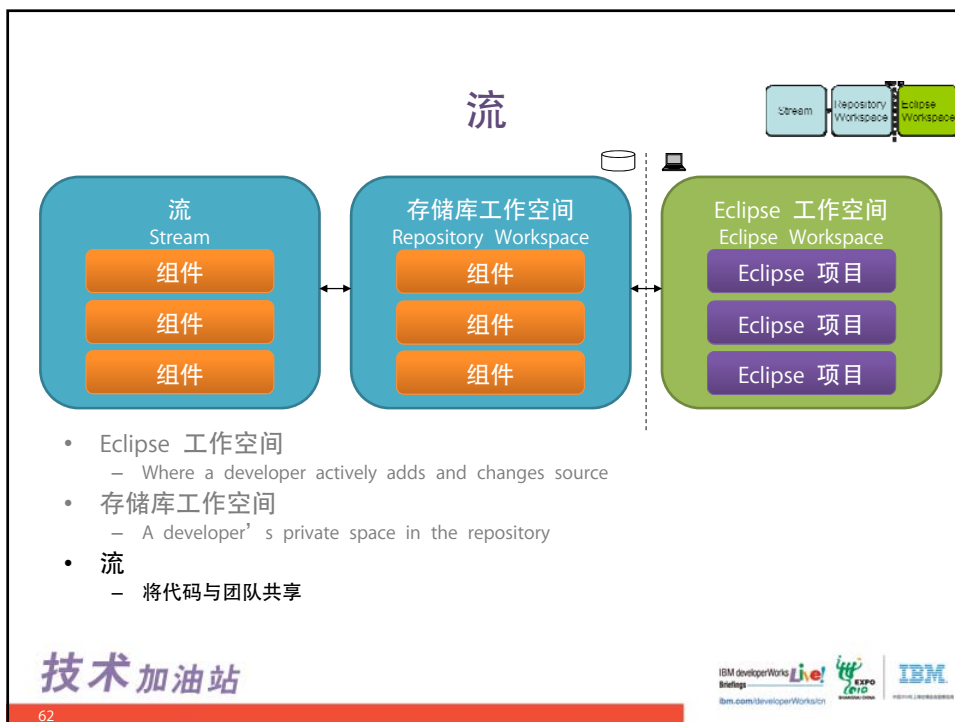 流
Stream
Repository
Workspace
Eclipse
Workspace
流
Stream
组件
组件
组件
存储库工作空间
Repository Workspace
组件
组件
组件
Eclipse 工作空间
Eclipse Workspace
Eclipse 项目
Eclipse 项目
Eclipse 项目
• Eclipse 工作空间
– Where a developer actively adds and changes source
• 存储库工作空间
– A developer’s private space in the repository
• 流
– 将代码与团队共享
技术加油站
IBM developerWorks Live!
Briefings
ibm.com/developerWorks/cn
EXPO
2010
SHANGHAI CHINA
IBM
62